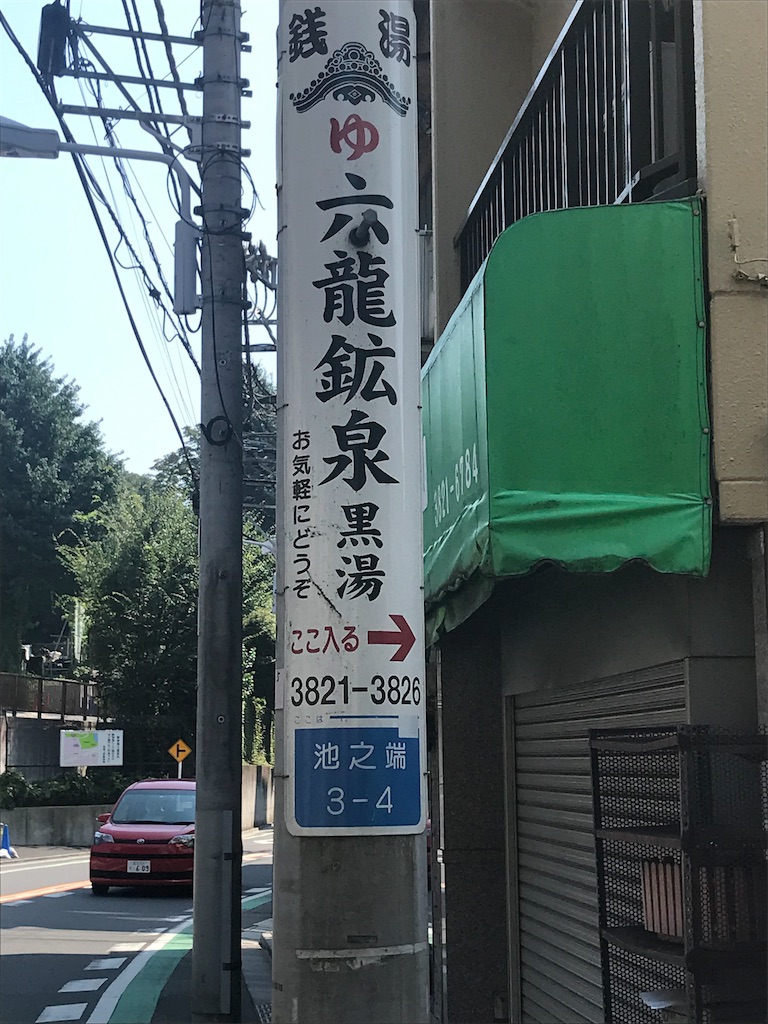 銭湯
ゆ
六龍鉱泉
黒湯
お気軽にどうぞ
ここ入る
3821-3826
ここは
池之端
3-4
3821-6784